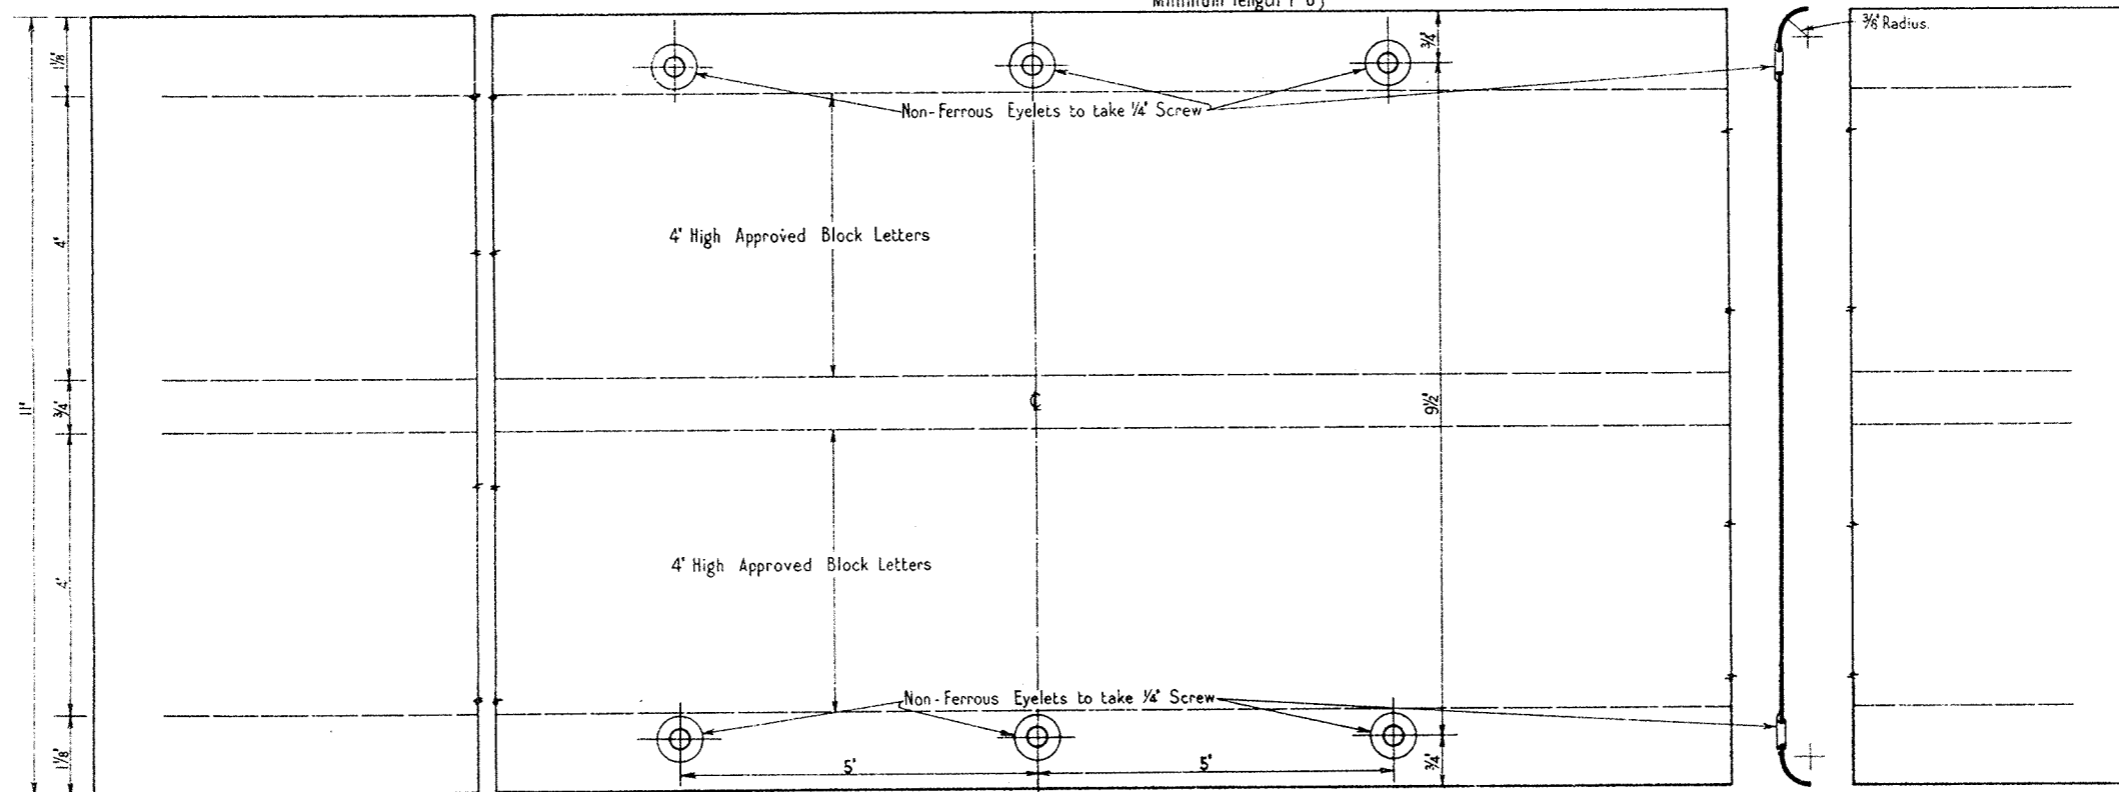 Minimum length
3/8" Radius.
1 1/8"
3/4"
Non-Ferrous Eyelets to take 1/4" Screw
4" High Approved Block Letters
4"
11"
3/4"
9 1/2"
℄
4" High Approved Block Letters
4"
Non-Ferrous Eyelets to take 1/4" Screw
1 1/8"
5"
5"
3/4"